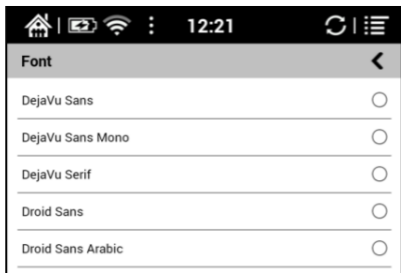 12:21
Font
DejaVu Sans
DejaVu Sans Mono
DejaVu Serif
Droid Sans
Droid Sans Arabic